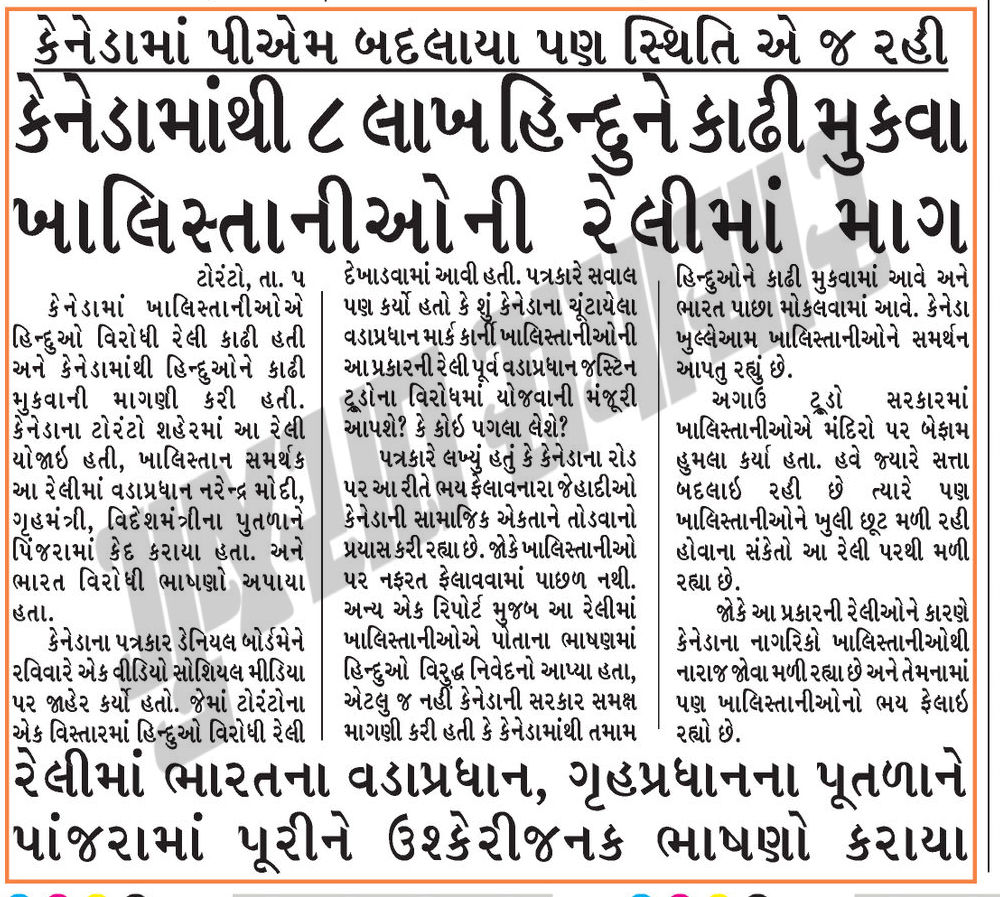 કેનેડામાં પીએમ બદલાયા પણ સ્થિતિ એ જ રહી
કેનેડામાંથી ૮ લાખ હિન્દુને કાઢી મુકવા
ખાલિસ્તાનીઓની રેલીમાં માગ
ટોરંટો, તા. ૫
કેનેડામાં ખાલિસ્તાનીઓએ
હિન્દુઓ વિરોધી રેલી કાઢી હતી
અને કેનેડામાંથી હિન્દુઓને કાઢી
મુકવાની માગણી કરી હતી.
કેનેડાના ટોરંટો શહેરમાં આ રેલી
યોજાઇ હતી, ખાલિસ્તાન સમર્થક
આ રેલીમાં વડાપ્રધાન નરેન્દ્ર મોદી,
ગૃહમંત્રી, વિદેશમંત્રીના પુતળાને
પિંજરામાં કેદ કરાયા હતા. અને
ભારત વિરોધી ભાષણો અપાયા
હતા.
કેનેડાના પત્રકાર ડેનિયલ બોર્ડમેને
રવિવારે એક વીડિયો સોશિયલ મીડિયા
પર જાહેર કર્યો હતો. જેમાં ટોરંટોના
એક વિસ્તારમાં હિન્દુઓ વિરોધી રેલી
દેખાડવામાં આવી હતી. પત્રકારે સવાલ
પણ કર્યો હતો કે શું કેનેડાના ચૂંટાયેલા
વડાપ્રધાન માર્ક કાર્ની ખાલિસ્તાનીઓની
આ પ્રકારની રેલી પૂર્વ વડાપ્રધાન જસ્ટિન
ટ્રૂડોના વિરોધમાં યોજવાની મંજૂરી
આપશે? કે કોઇ પગલા લેશે?
પત્રકારે લખ્યું હતું કે કેનેડાના રોડ
પર આ રીતે ભય ફેલાવનારા જેહાદીઓ
કેનેડાની સામાજિક એકતાને તોડવાનો
પ્રયાસ કરી રહ્યા છે. જોકે ખાલિસ્તાનીઓ
પર નફરત ફેલાવવામાં પાછળ નથી.
અન્ય એક રિપોર્ટ મુજબ આ રેલીમાં
ખાલિસ્તાનીઓએ પોતાના ભાષણમાં
હિન્દુઓ વિરુદ્ધ નિવેદનો આપ્યા હતા,
એટલુ જ નહીં કેનેડાની સરકાર સમક્ષ
માગણી કરી હતી કે કેનેડામાંથી તમામ
હિન્દુઓને કાઢી મુકવામાં આવે અને
ભારત પાછા મોકલવામાં આવે. કેનેડા
ખુલ્લેઆમ ખાલિસ્તાનીઓને સમર્થન
આપતુ રહ્યું છે.
અગાઉ ટ્રૂડો સરકારમાં
ખાલિસ્તાનીઓએ મંદિરો પર બેફામ
હુમલા કર્યા હતા. હવે જ્યારે સત્તા
બદલાઇ રહી છે ત્યારે પણ
ખાલિસ્તાનીઓને ખુલી છૂટ મળી રહી
હોવાના સંકેતો આ રેલી પરથી મળી
રહ્યા છે.
જોકે આ પ્રકારની રેલીઓને કારણે
કેનેડાના નાગરિકો ખાલિસ્તાનીઓથી
નારાજ જોવા મળી રહ્યા છે અને તેમનામાં
પણ ખાલિસ્તાનીઓનો ભય ફેલાઇ
રહ્યો છે.
રેલીમાં ભારતના વડાપ્રધાન, ગૃહપ્રધાનના પૂતળાને
પાંજરામાં પૂરીને ઉશ્કેરીજનક ભાષણો કરાયા
ગુજરાત સમાચાર